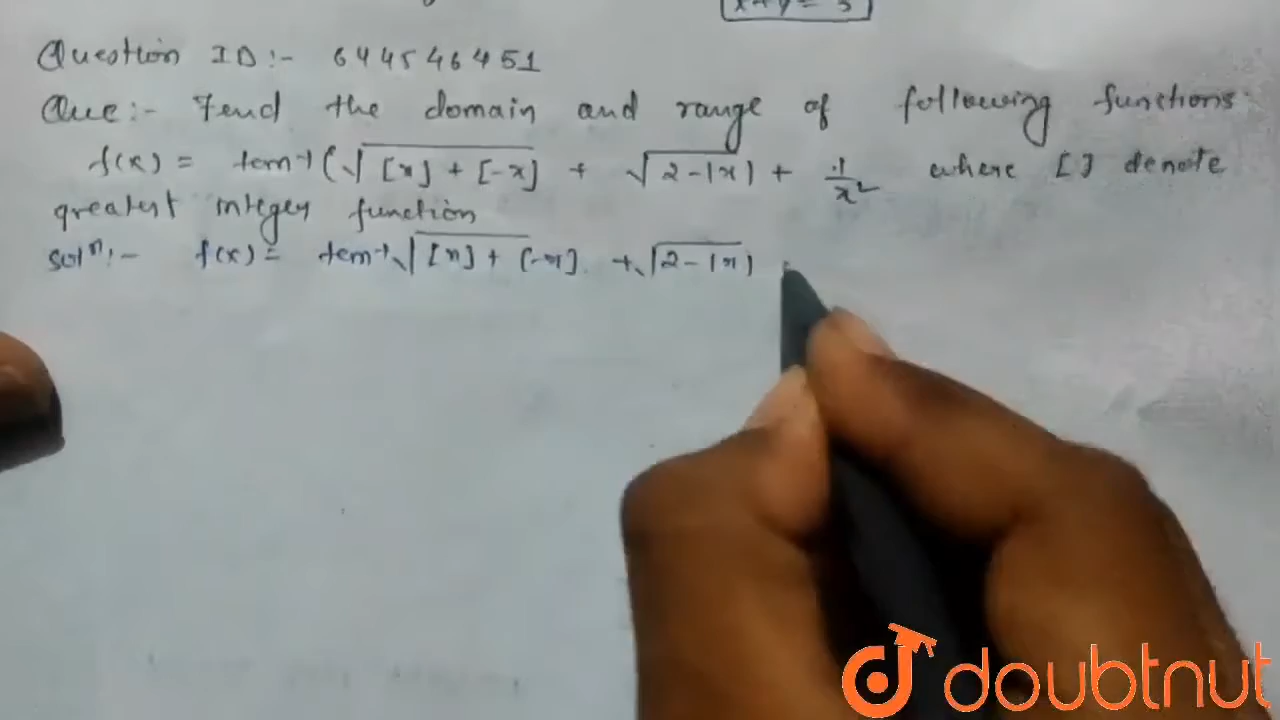 x+y = 3
Question ID:- 644546451
Que:- Find the domain and range of following functions
f(x) = tan⁻¹(√[x] + [-x] + √2-|x|) + 1/x² where [] denote
greatest integer function
solⁿ:- f(x) = tan⁻¹√[x] + [-x] + √2-|x|
doubtnut